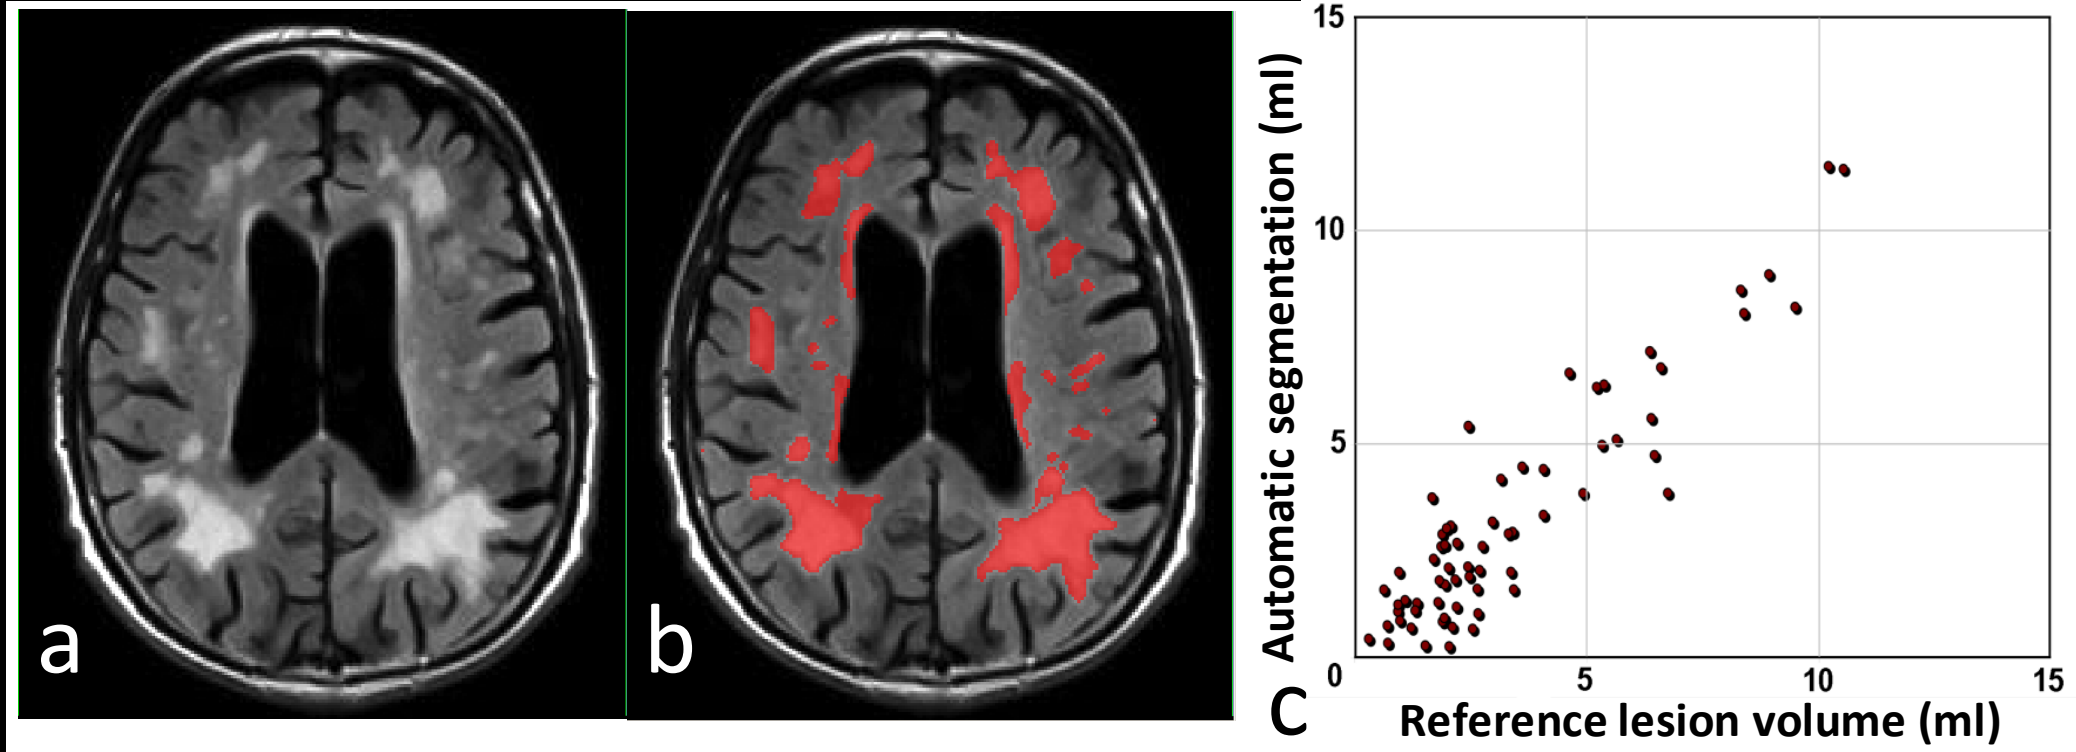 a
b
Automatic segmentation (ml)
15
10
5
0
5
10
15
C
Reference lesion volume (ml)